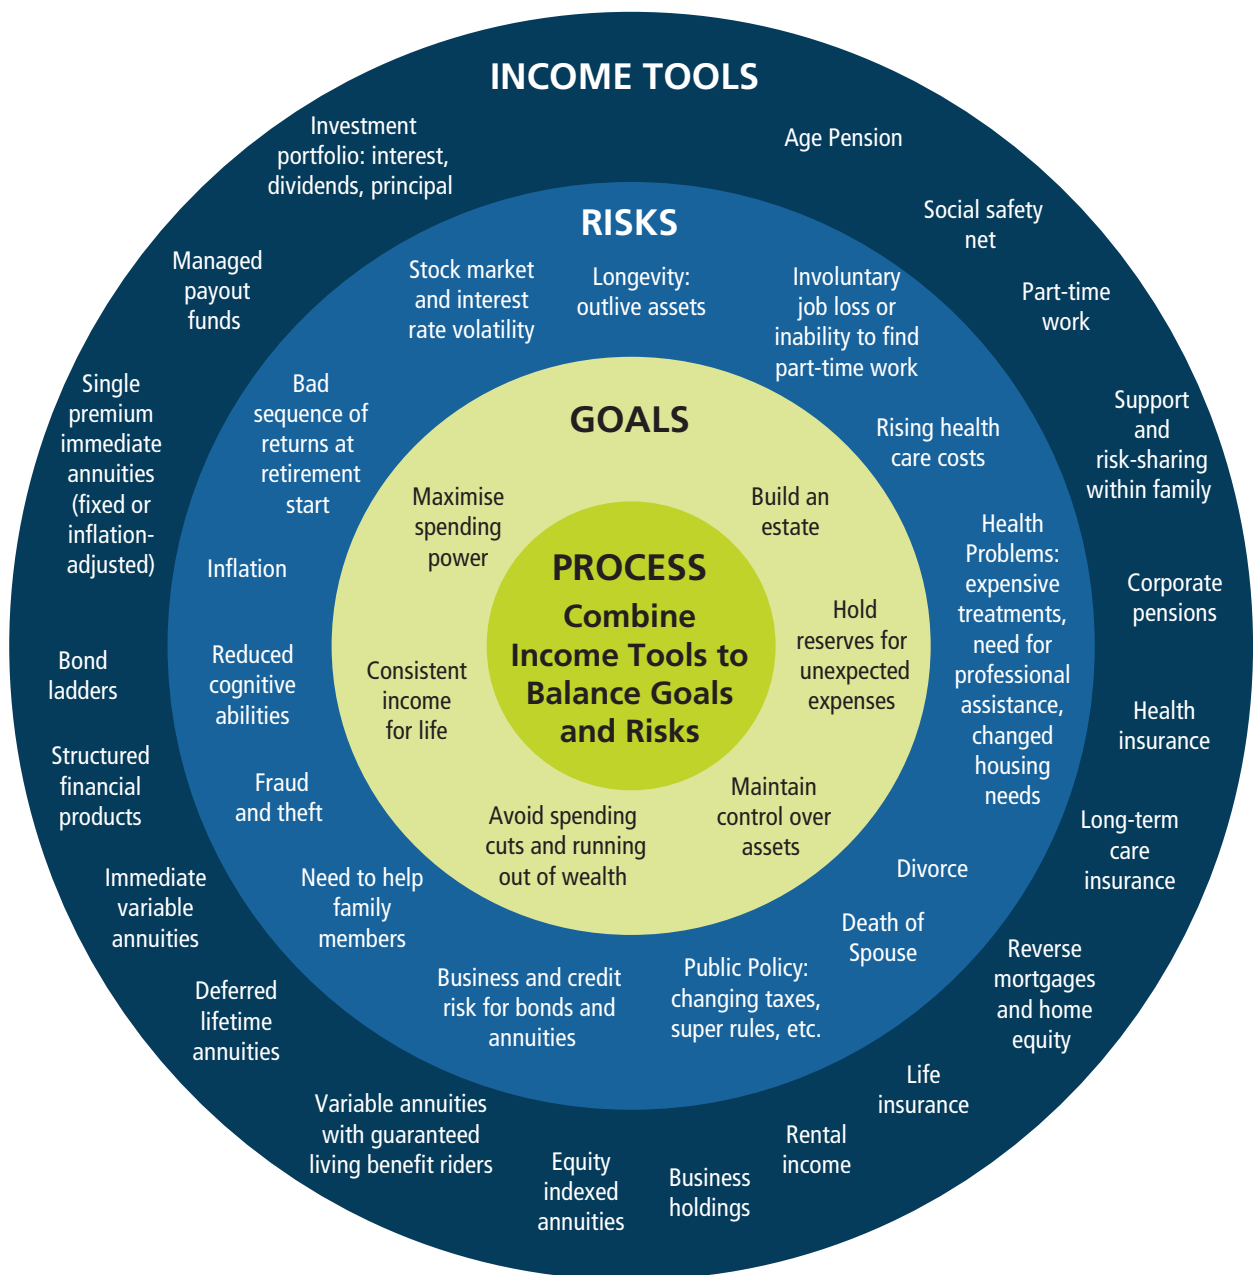 INCOME TOOLS
Investment
portfolio: interest,
dividends, principal
Age Pension
Social safety
net
Part-time
work
Support
and
risk-sharing
within family
Corporate
pensions
Health
insurance
Long-term
care
insurance
Reverse
mortgages
and home
equity
Life
insurance
Rental
income
Business
holdings
Equity
indexed
annuities
Variable annuities
with guaranteed
living benefit riders
Deferred
lifetime
annuities
Immediate
variable
annuities
Structured
financial
products
Bond
ladders
Single
premium
immediate
annuities
(fixed or
inflation-
adjusted)
Managed
payout
funds
RISKS
Stock market
and interest
rate volatility
Longevity:
outlive assets
Involuntary
job loss or
inability to find
part-time work
Rising health
care costs
Health
Problems:
expensive
treatments,
need for
professional
assistance,
changed
housing
needs
Divorce
Death of
Spouse
Public Policy:
changing taxes,
super rules, etc.
Business and credit
risk for bonds and
annuities
Need to help
family
members
Fraud
and theft
Reduced
cognitive
abilities
Inflation
Bad
sequence of
returns at
retirement
start
GOALS
Maximise
spending
power
Build an
estate
Hold
reserves for
unexpected
expenses
Maintain
control over
assets
Avoid spending
cuts and running
out of wealth
Consistent
income
for life
PROCESS
Combine
Income Tools to
Balance Goals
and Risks